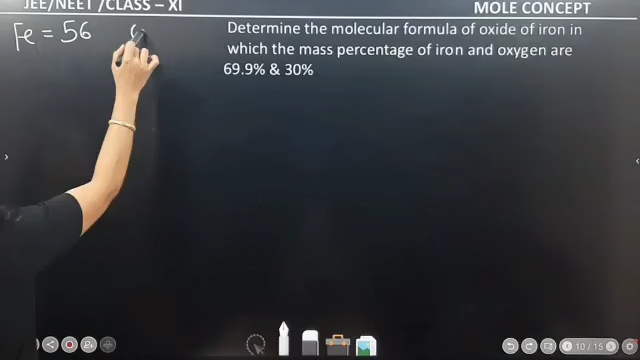 JEE/NEET /CLASS – XI
MOLE CONCEPT
Fe = 56
Determine the molecular formula of oxide of iron in
which the mass percentage of iron and oxygen are
69.9% & 30%
10 / 15